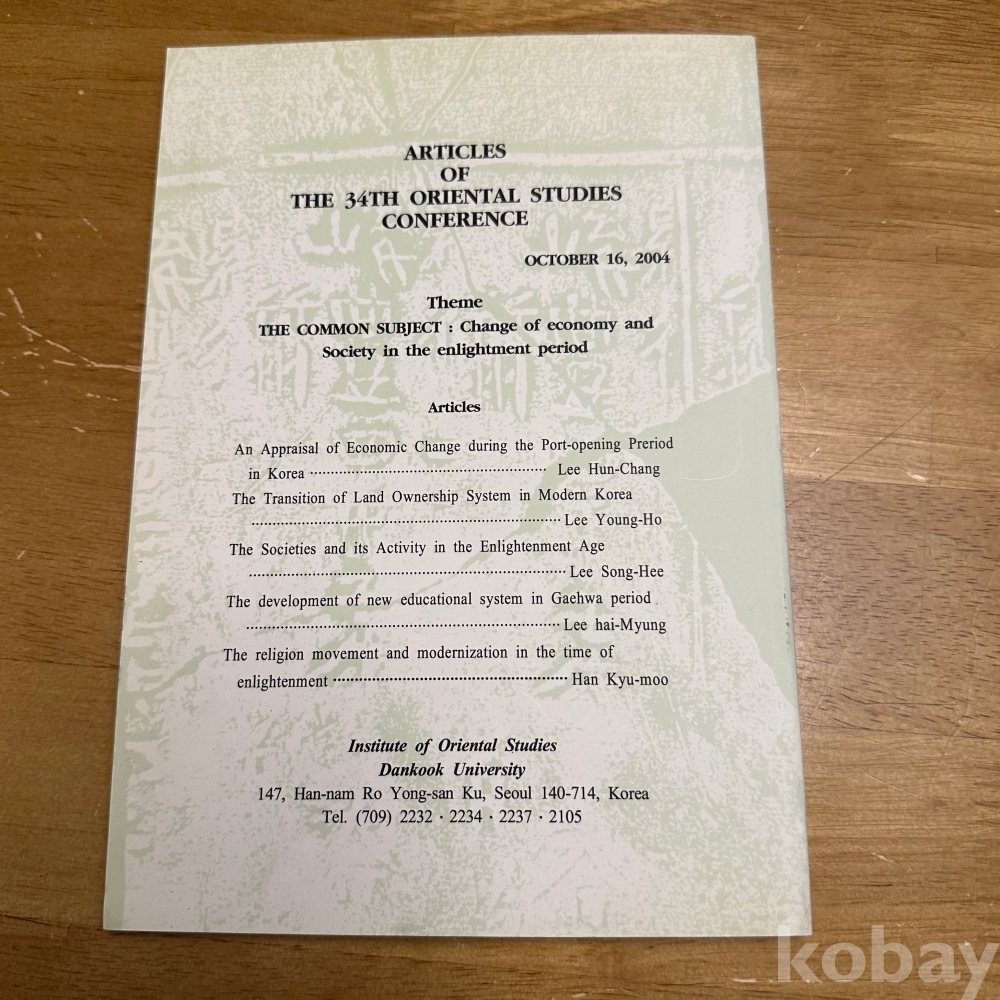 ARTICLES
OF
THE 34TH ORIENTAL STUDIES
CONFERENCE
OCTOBER 16, 2004
Theme
THE COMMON SUBJECT : Change of economy and
Society in the enlightment period
Articles
An Appraisal of Economic Change during the Port-opening Preriod
in Korea ······························ Lee Hun-Chang
The Transition of Land Ownership System in Modern Korea
······························ Lee Young-Ho
The Societies and its Activity in the Enlightenment Age
······························ Lee Song-Hee
The development of new educational system in Gaehwa period
······························ Lee hai-Myung
The religion movement and modernization in the time of
enlightenment ······························ Han Kyu-moo
Institute of Oriental Studies
Dankook University
147, Han-nam Ro Yong-san Ku, Seoul 140-714, Korea
Tel. (709) 2232 · 2234 · 2237 · 2105
kobay